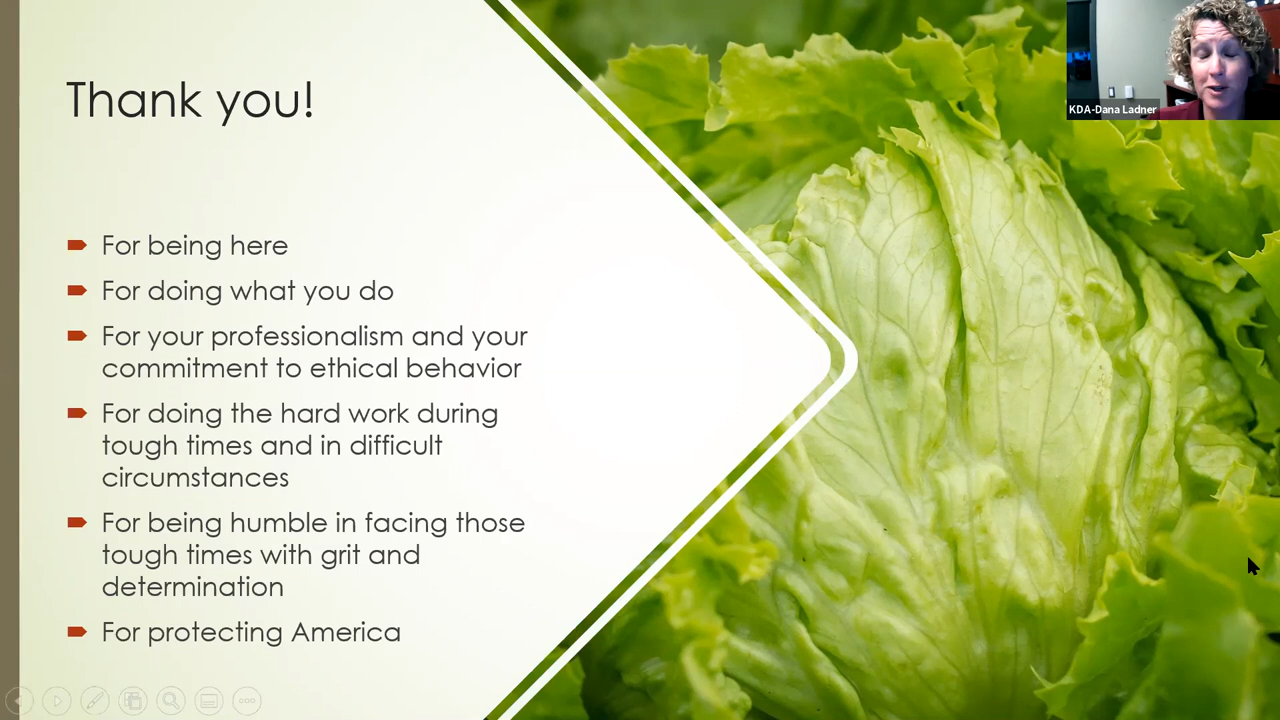 Thank you!
For being here
For doing what you do
For your professionalism and your
commitment to ethical behavior
For doing the hard work during
tough times and in difficult
circumstances
For being humble in facing those
tough times with grit and
determination
For protecting America
KDA-Dana Ladner